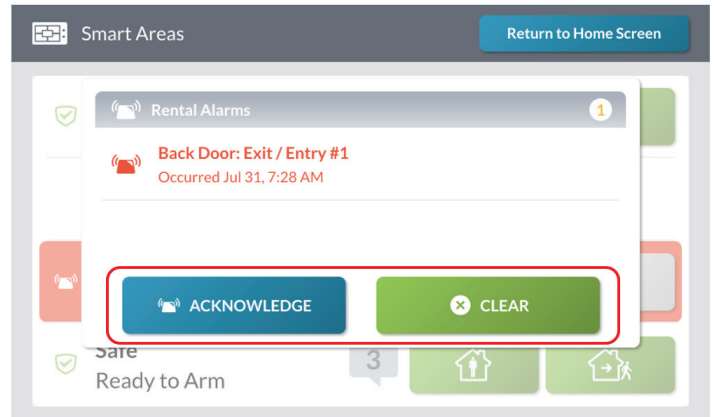 Smart Areas
Return to Home Screen
Rental Alarms
1
Back Door: Exit / Entry #1
Occurred Jul 31, 7:28 AM
ACKNOWLEDGE
CLEAR
Safe
3
Ready to Arm